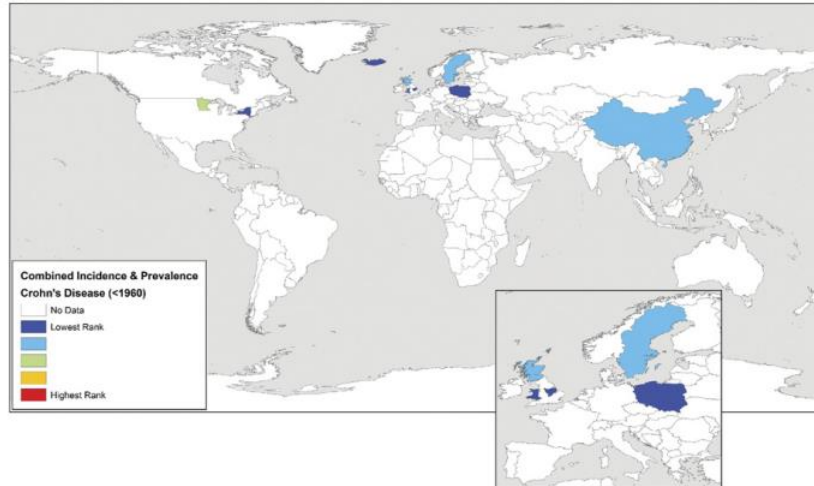 Combined Incidence & Prevalence
Crohn's Disease (<1960)
No Data
Lowest Rank
Highest Rank